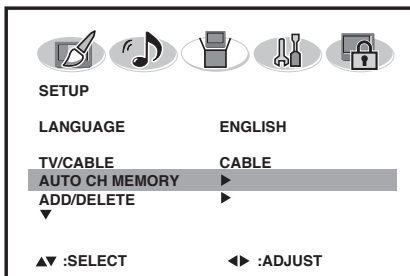 SETUP
LANGUAGE ENGLISH
TV/CABLE CABLE
AUTO CH MEMORY ▶
ADD/DELETE ▶
▼
▲▼ :SELECT ◀▶ :ADJUST